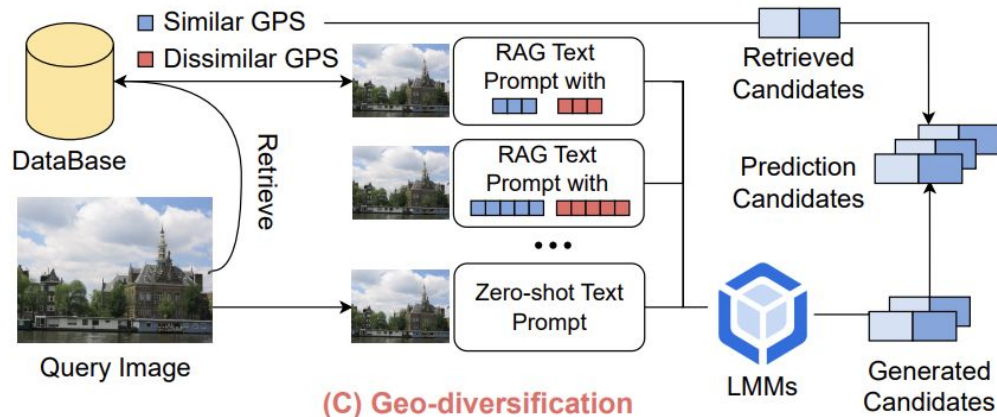 Similar GPS
Dissimilar GPS
DataBase
Retrieve
Query Image
RAG Text
Prompt with
RAG Text
Prompt with
•••
Zero-shot Text
Prompt
LMMs
Retrieved
Candidates
Prediction
Candidates
Generated
Candidates
(C) Geo-diversification